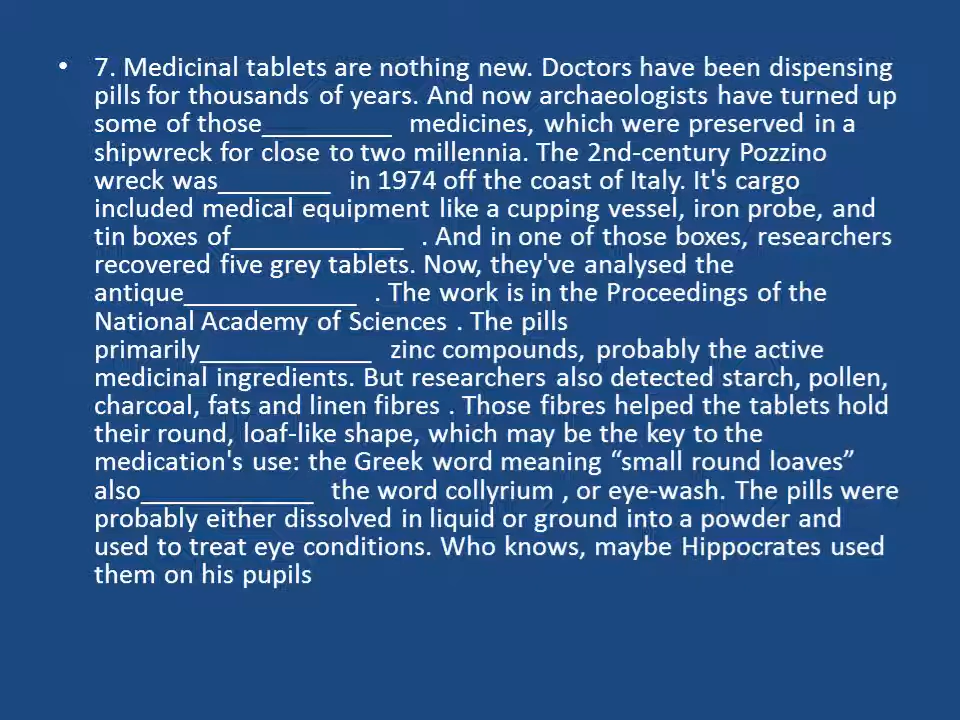 • 7. Medicinal tablets are nothing new. Doctors have been dispensing
pills for thousands of years. And now archaeologists have turned up
some of those_________ medicines, which were preserved in a
shipwreck for close to two millennia. The 2nd-century Pozzino
wreck was________ in 1974 off the coast of Italy. It's cargo
included medical equipment like a cupping vessel, iron probe, and
tin boxes of____________ . And in one of those boxes, researchers
recovered five grey tablets. Now, they've analysed the
antique____________ . The work is in the Proceedings of the
National Academy of Sciences . The pills
primarily____________ zinc compounds, probably the active
medicinal ingredients. But researchers also detected starch, pollen,
charcoal, fats and linen fibres . Those fibres helped the tablets hold
their round, loaf-like shape, which may be the key to the
medication's use: the Greek word meaning “small round loaves”
also____________ the word collyrium , or eye-wash. The pills were
probably either dissolved in liquid or ground into a powder and
used to treat eye conditions. Who knows, maybe Hippocrates used
them on his pupils